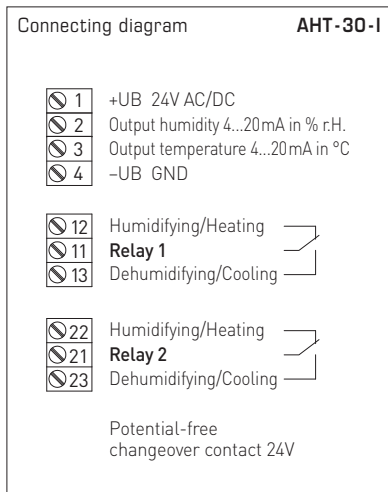 Connecting diagram AHT-30-I
1 +UB 24V AC/DC
2 Output humidity 4...20mA in % r.H.
3 Output temperature 4...20mA in °C
4 –UB GND
12 Humidifying/Heating
11 Relay 1
13 Dehumidifying/Cooling
22 Humidifying/Heating
21 Relay 2
23 Dehumidifying/Cooling
Potential-free
changeover contact 24V